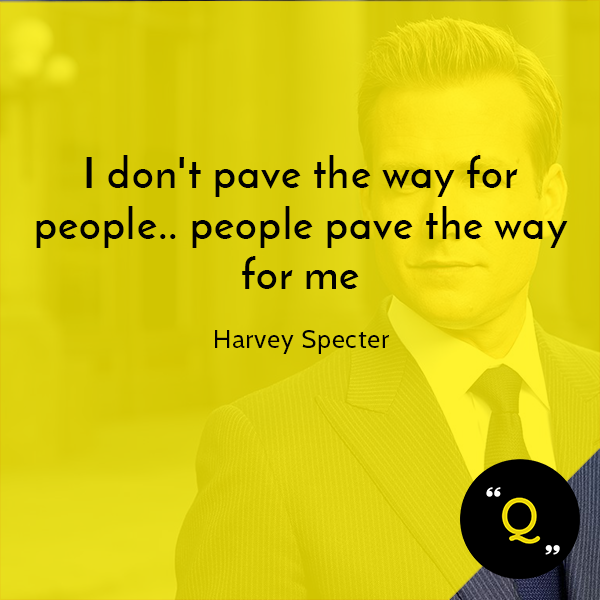 I don't pave the way for
people.. people pave the way
for me
Harvey Specter
“Q„